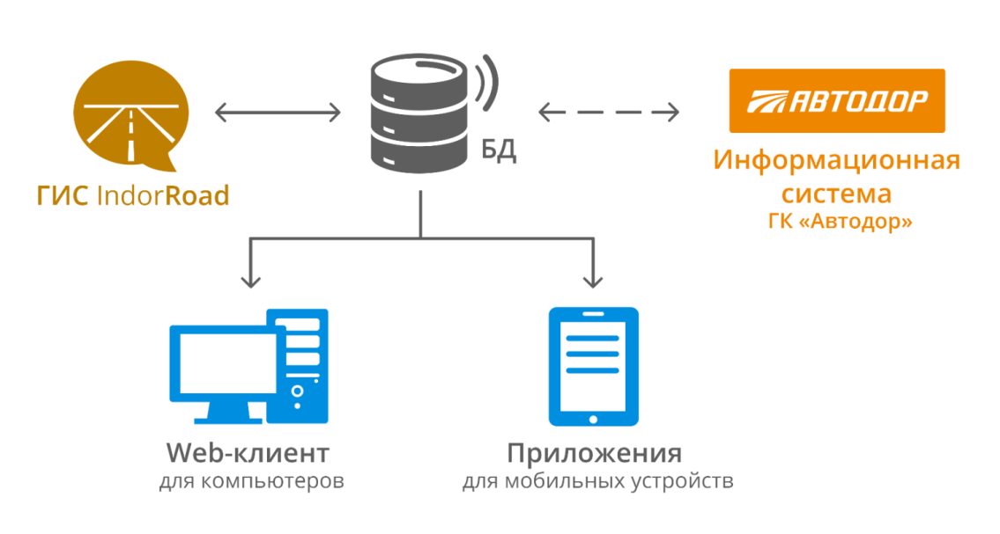 АВТОДОР
БД
ГИС IndorRoad
Информационная
система
ГК «Автодор»
Web-клиент
для компьютеров
Приложения
для мобильных устройств